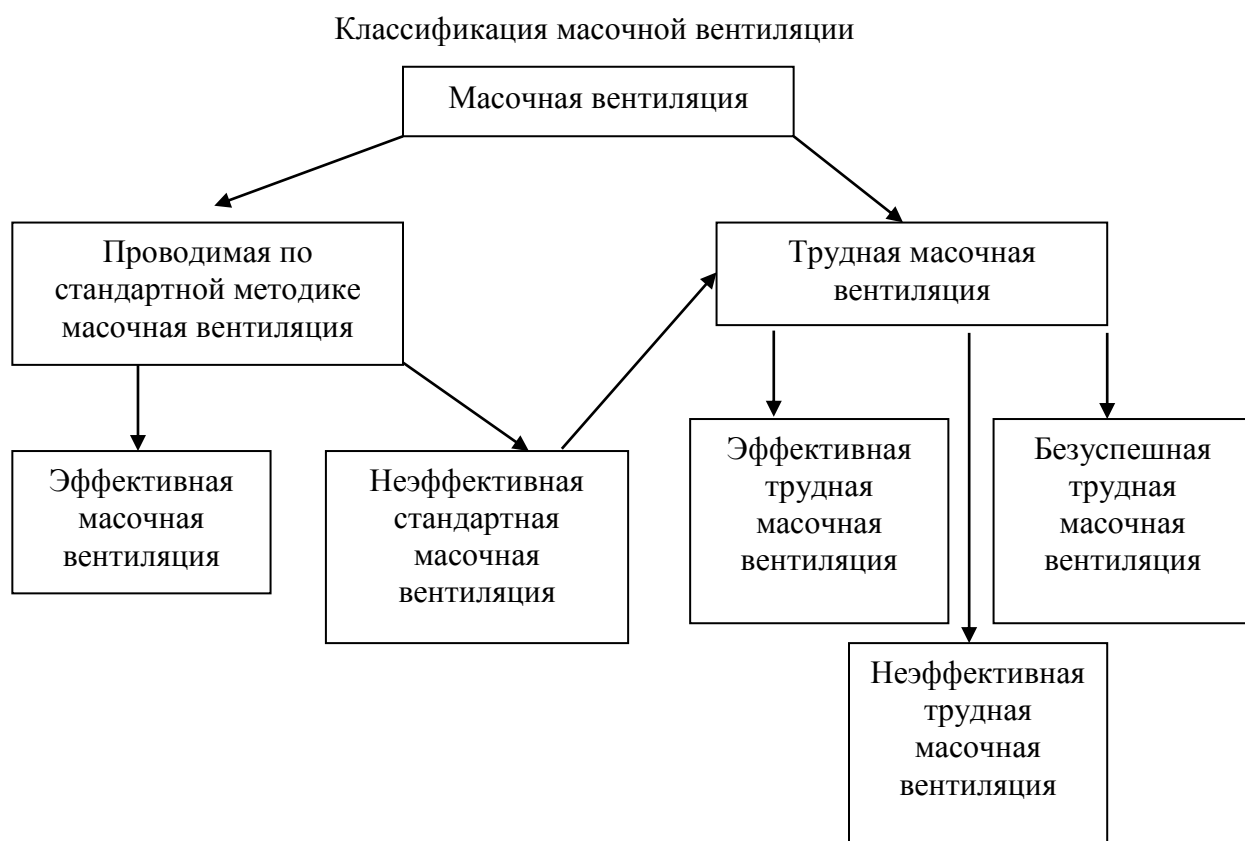 Классификация масочной вентиляции
Масочная вентиляция
Проводимая по
стандартной методике
масочная вентиляция
Трудная масочная
вентиляция
Эффективная
масочная
вентиляция
Неэффективная
стандартная
масочная
вентиляция
Эффективная
трудная
масочная
вентиляция
Безуспешная
трудная
масочная
вентиляция
Неэффективная
трудная
масочная
вентиляция